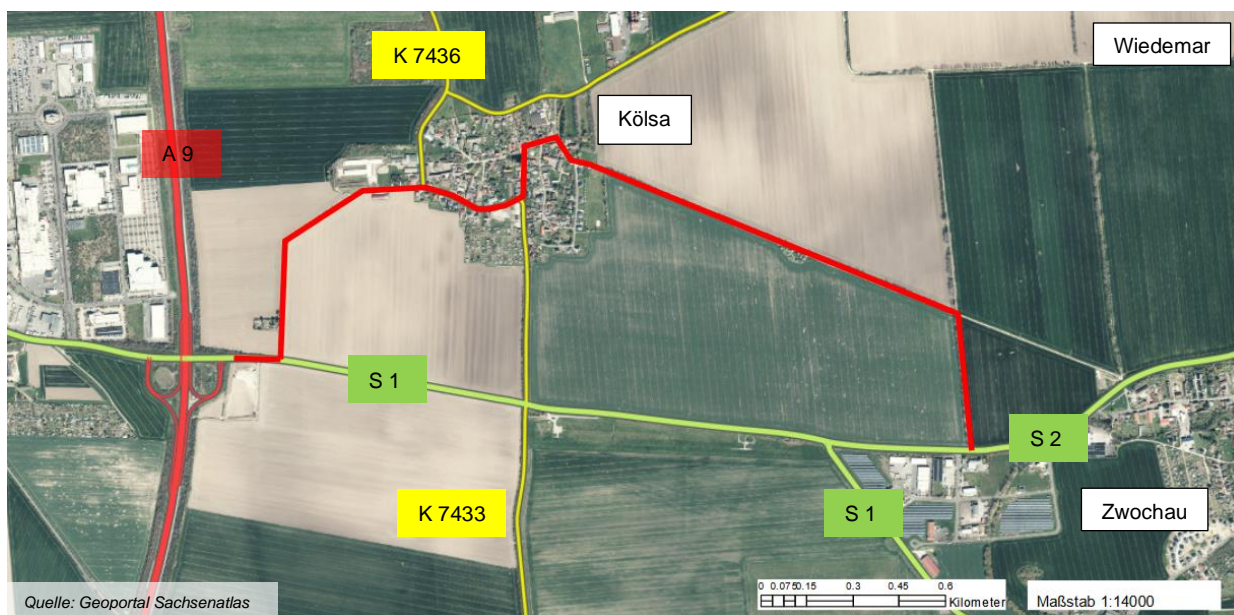 Wiedemar
K 7436
Kölsa
A 9
S 1
S 2
K 7433
S 1
Zwochau
0 0.075 0.15 0.3 0.45 0.6
Kilometer
Maßstab 1:14000
Quelle: Geoportal Sachsenatlas